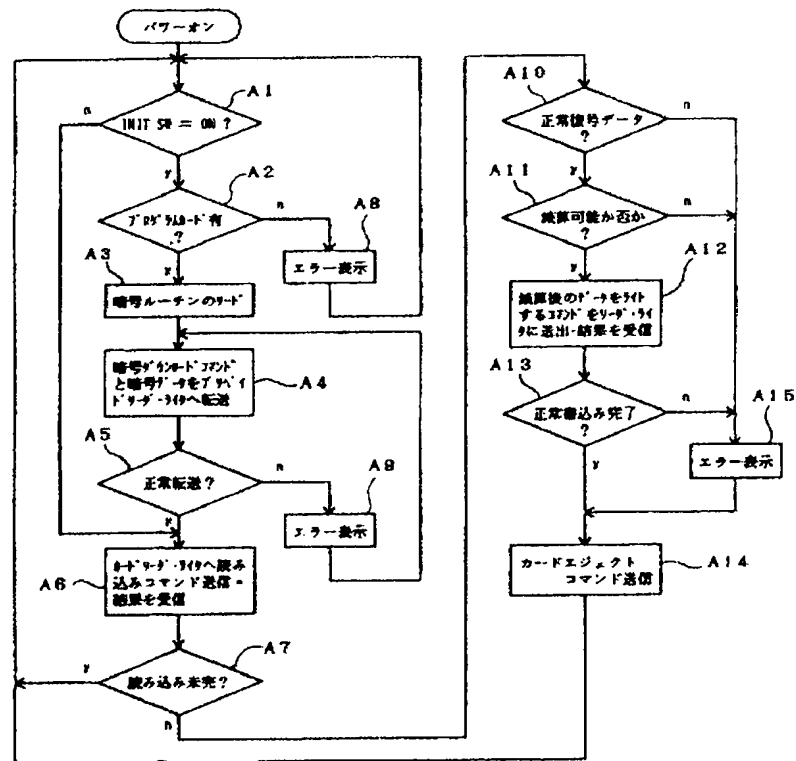 パワーオン
A1
INIT SW = ON ?
n
y
A2
プログラムカード有
?
n
y
A8
エラー表示
A3
暗号ルーチンのリード
暗号ダウンロードコマンド
と暗号データをプリペイ
ドリーダ・ライタへ転送
A4
A5
正常転送?
n
y
A9
エラー表示
カードリーダ・ライタへ読み
込みコマンド送信-
結果を受信
A6
A7
読み込み未完?
y
n
A10
正常復号データ
?
n
y
A11
減算可能か否か
?
n
y
A12
減算後のデータをライト
するコマンドをリーダ・ライ
タに送出-結果を受信
A13
正常書込み完了
?
n
y
A15
エラー表示
カードエジェクト
コマンド送信
A14